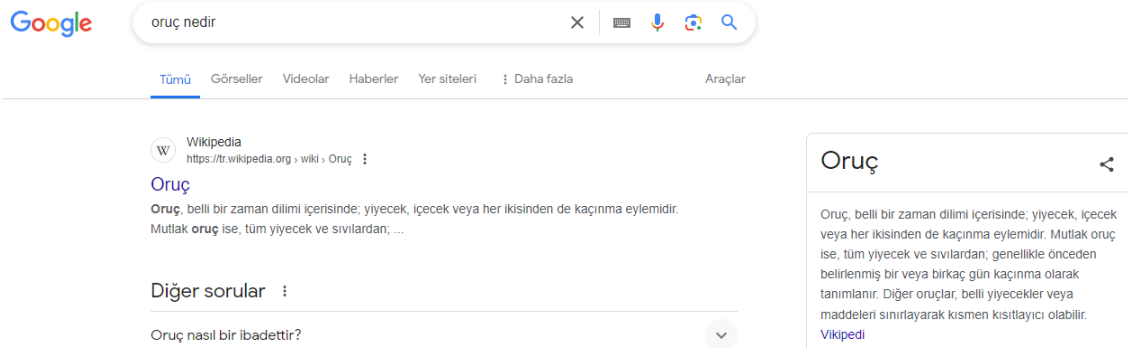 Google
oruç nedir
Tümü Görseller Videolar Haberler Yer siteleri Daha fazla Araçlar
W
Wikipedia
https://tr.wikipedia.org › wiki › Oruç
Oruç
Oruç, belli bir zaman dilimi içerisinde; yiyecek, içecek veya her ikisinden de kaçınma eylemidir.
Mutlak oruç ise, tüm yiyecek ve sıvılardan; ...
Diğer sorular
Oruç nasıl bir ibadettir?
Oruç
Oruç, belli bir zaman dilimi içerisinde; yiyecek, içecek
veya her ikisinden de kaçınma eylemidir. Mutlak oruç
ise, tüm yiyecek ve sıvılardan; genellikle önceden
belirlenmiş bir veya birkaç gün kaçınma olarak
tanımlanır. Diğer oruçlar, belli yiyecekler veya
maddeleri sınırlayarak kısmen kısıtlayıcı olabilir.
Vikipedi